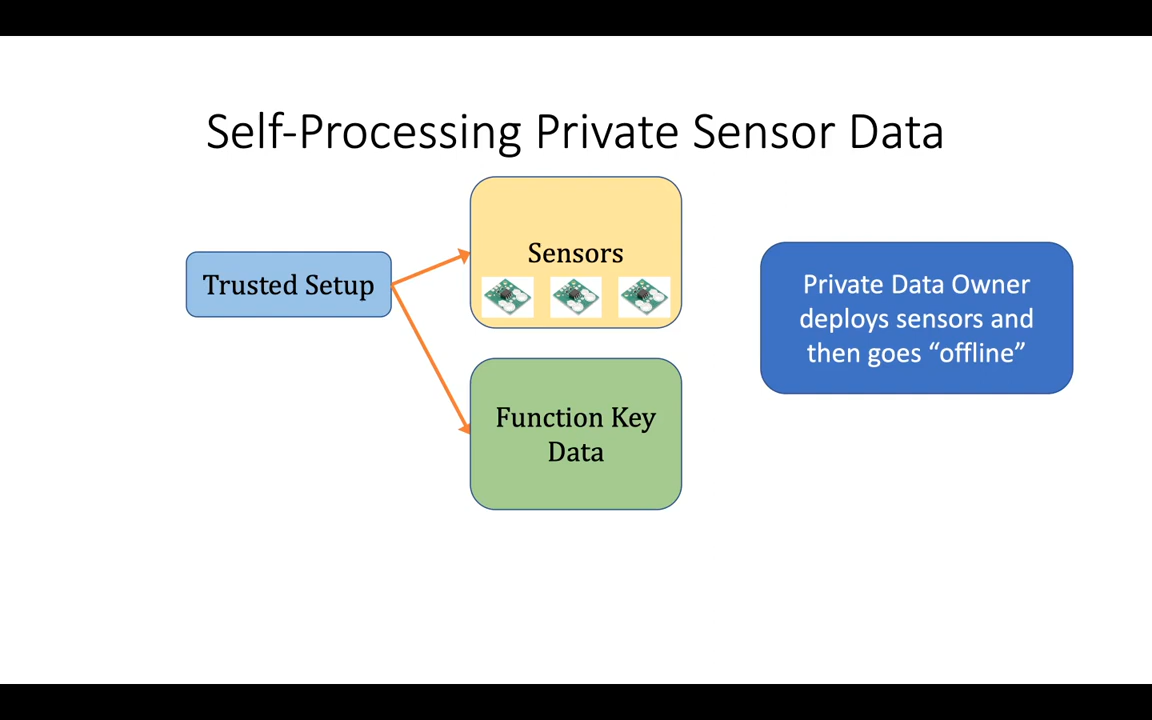 Self-Processing Private Sensor Data
Sensors
Trusted Setup
Private Data Owner
deploys sensors and
then goes “offline”
Function Key
Data